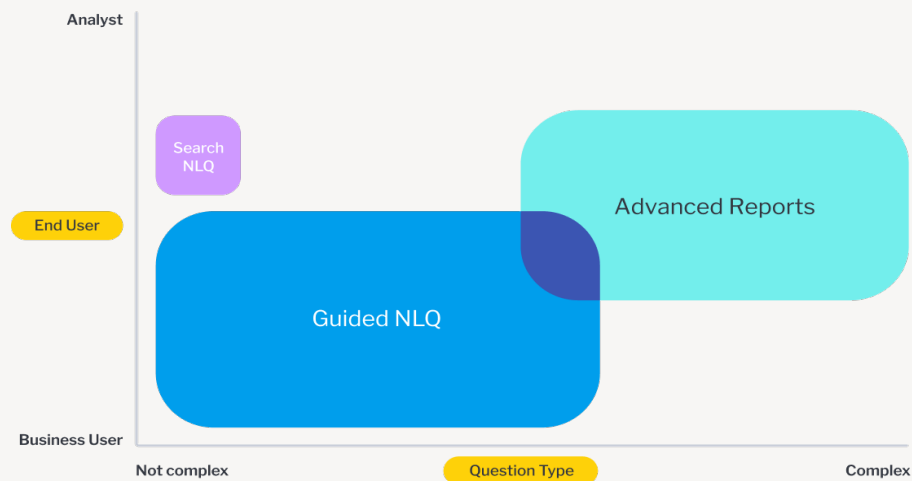 Analyst
Search
NLQ
Advanced Reports
End User
Guided NLQ
Business User
Not complex
Question Type
Complex